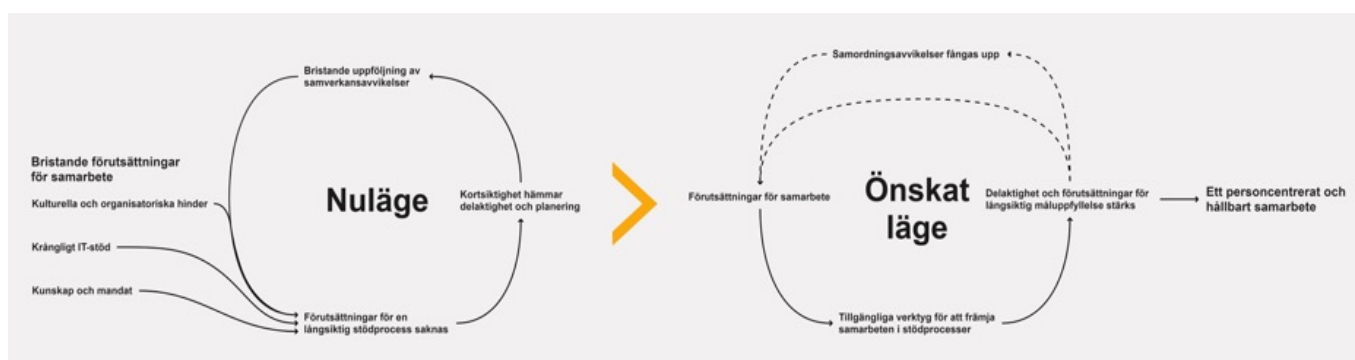 Bristande uppföljning av
samverkansavvikelser
Bristande förutsättningar
för samarbete
Kulturella och organisatoriska hinder
Krångligt IT-stöd
Kunskap och mandat
Nuläge
Kortsiktighet hämmar
delaktighet och planering
Förutsättningar för en
långsiktig stödprocess saknas
Samordningsavvikelser fångas upp
Förutsättningar för samarbete
Önskat
läge
Delaktighet och förutsättningar för
långsiktig måluppfyllelse stärks
Ett personcentrerat och
hållbart samarbete
Tillgängliga verktyg för att främja
samarbeten i stödprocesser